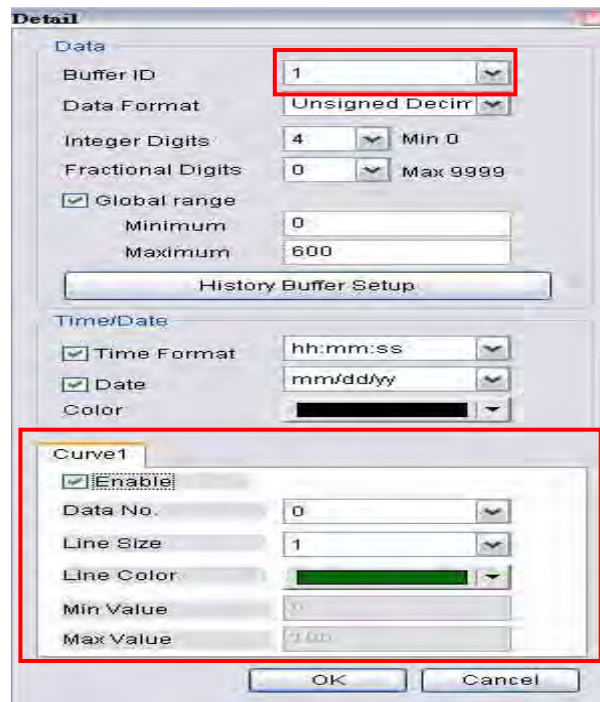 Detail
Data
Buffer ID 1
Data Format Unsigned Decim
Integer Digits 4 Min 0
Fractional Digits 0 Max 9999
Global range
Minimum 0
Maximum 600
History Buffer Setup
Time/Date
Time Format hh:mm:ss
Date mm/dd/yy
Color
Curve1
Enable
Data No. 0
Line Size 1
Line Color
Min Value
Max Value
OK Cancel